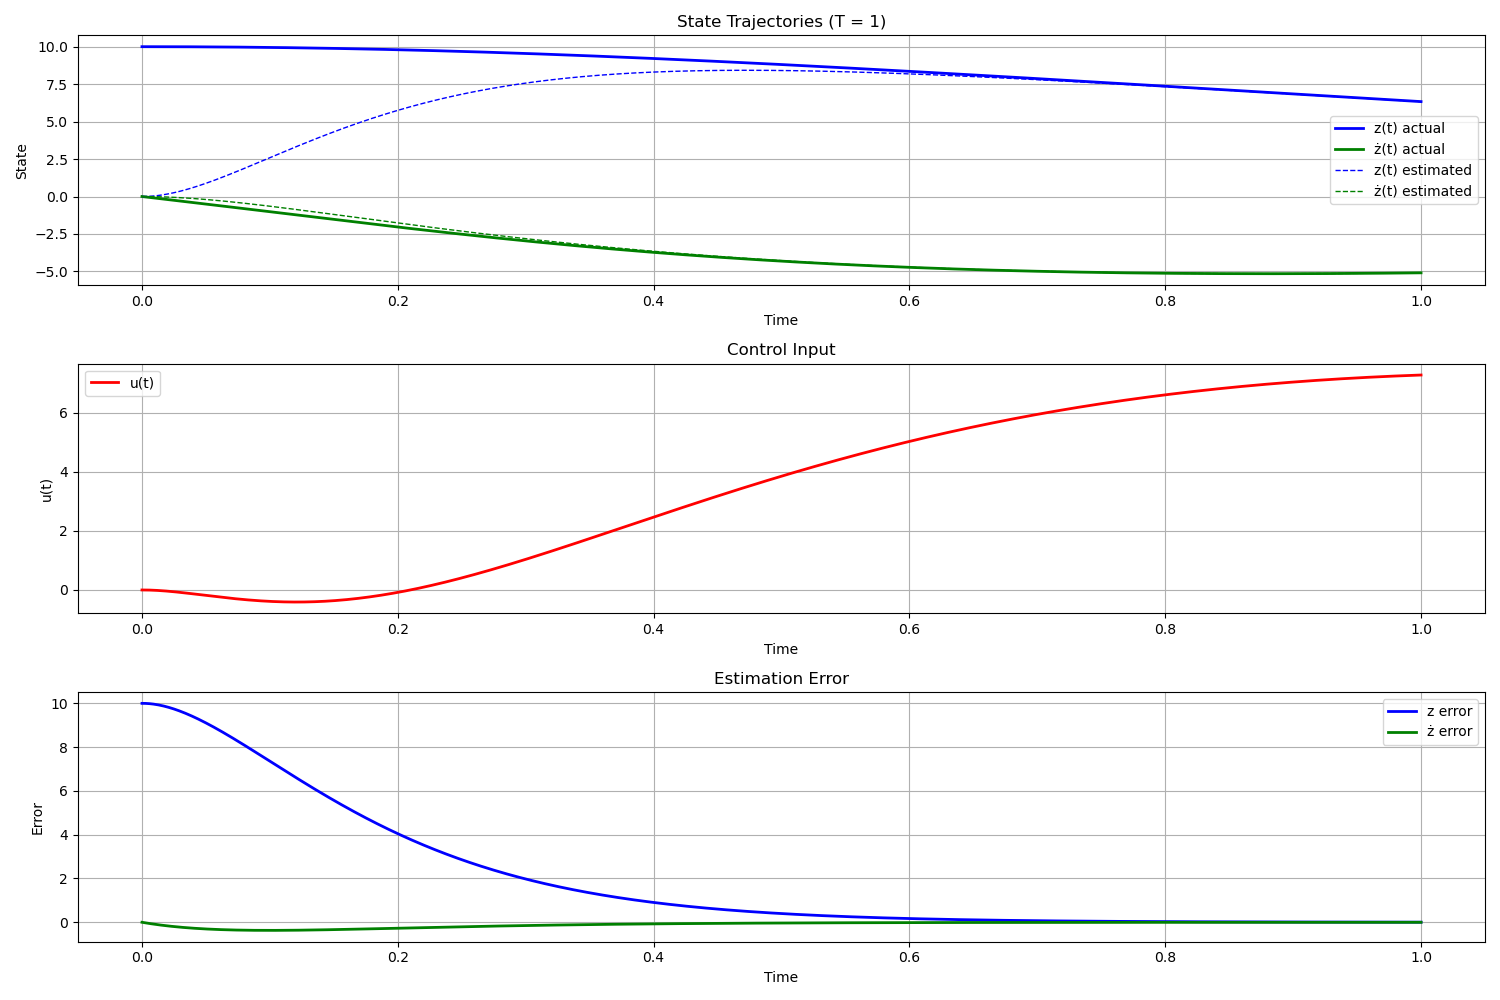 State Trajectories (T = 1)
10.0
7.5
5.0
2.5
0.0
−2.5
−5.0
State
z(t) actual
ż(t) actual
z(t) estimated
ż(t) estimated
0.0 0.2 0.4 0.6 0.8 1.0
Time
Control Input
u(t)
6
4
2
0
u(t)
0.0 0.2 0.4 0.6 0.8 1.0
Time
Estimation Error
10
8
6
4
2
0
Error
z error
ż error
0.0 0.2 0.4 0.6 0.8 1.0
Time